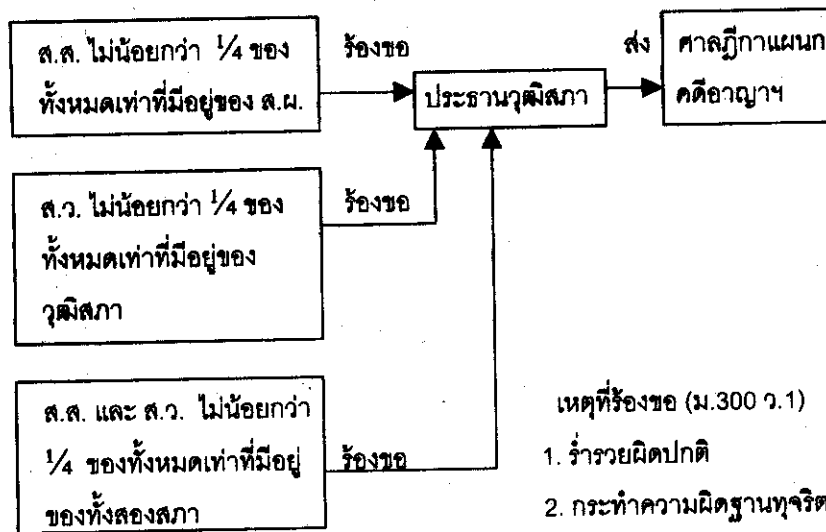 ส.ส. ไม่น้อยกว่า 1/4 ของ
ทั้งหมดเท่าที่มีอยู่ของ ส.ผ.
ร้องขอ
ประธานวุฒิสภา
ส่ง
ศาลฎีกาแผนก
คดีอาญาฯ
ส.ว. ไม่น้อยกว่า 1/4 ของ
ทั้งหมดเท่าที่มีอยู่ของ
วุฒิสภา
ร้องขอ
ส.ส. และ ส.ว. ไม่น้อยกว่า
1/4 ของทั้งหมดเท่าที่มีอยู่
ของทั้งสองสภา
ร้องขอ
เหตุที่ร้องขอ (ม.300 ว.1)
1. ร่ำรวยผิดปกติ
2. กระทำความผิดฐานทุจริต